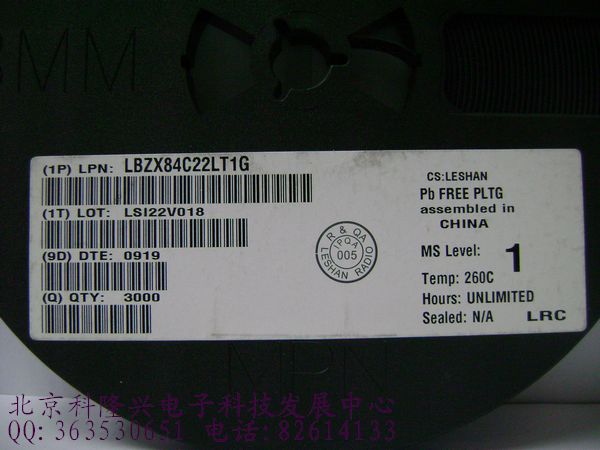 8MM
(1P) LPN: LBZX84C22LT1G
(1T) LOT: LSI22V018
(9D) DTE: 0919
(Q) QTY: 3000
R & QA
IPQA
005
LESHAN RADIO
CS:LESHAN
Pb FREE PLTG
assembled in
CHINA
MS Level: 1
Temp: 260C
Hours: UNLIMITED
Sealed: N/A LRC
MPN
北京科隆兴电子科技发展中心
QQ:363530651 电话:82614133